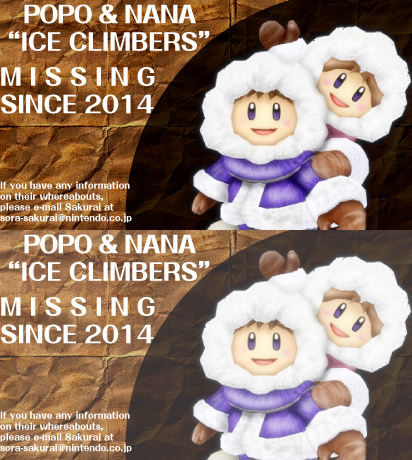 POPO & NANA
“ICE CLIMBERS”
MISSING
SINCE 2014
If you have any information
on their whereabouts,
please e-mail Sakurai at
sora-sakurai@nintendo.co.jp
POPO & NANA
“ICE CLIMBERS”
MISSING
SINCE 2014
If you have any information
on their whereabouts,
please e-mail Sakurai at
sora-sakurai@nintendo.co.jp